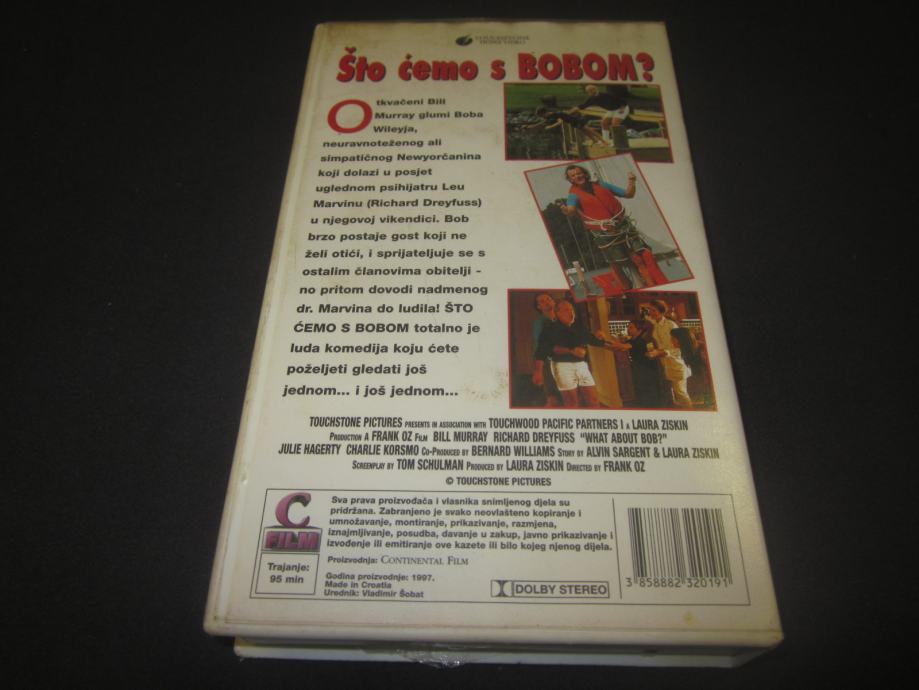 TOUCHSTONE
HOME VIDEO
Što ćemo s BOBOM?
Otkvačeni Bill
Murray glumi Boba
Wileyja,
neuravnoteženog ali
simpatičnog Newyorčanina
koji dolazi u posjet
uglednom psihijatru Leu
Marvinu (Richard Dreyfuss)
u njegovoj vikendici. Bob
brzo postaje gost koji ne
želi otići, i sprijateljuje se s
ostalim članovima obitelji -
no pritom dovodi nadmenog
dr. Marvina do ludila! ŠTO
ĆEMO S BOBOM totalno je
luda komedija koju ćete
poželjeti gledati još
jednom... i još jednom...
TOUCHSTONE PICTURES PRESENTS IN ASSOCIATION WITH TOUCHWOOD PACIFIC PARTNERS I A LAURA ZISKIN
PRODUCTION A FRANK OZ FILM BILL MURRAY RICHARD DREYFUSS "WHAT ABOUT BOB?"
JULIE HAGERTY CHARLIE KORSMO CO-PRODUCED BY BERNARD WILLIAMS STORY BY ALVIN SARGENT & LAURA ZISKIN
SCREENPLAY BY TOM SCHULMAN PRODUCED BY LAURA ZISKIN DIRECTED BY FRANK OZ
© TOUCHSTONE PICTURES
C
FILM
Trajanje:
95 min
Sva prava proizvođača i vlasnika snimljenog djela su
pridržana. Zabranjeno je svako neovlašteno kopiranje i
umnožavanje, montiranje, prikazivanje, razmjena,
iznajmljivanje, posudba, davanje u zakup, javno prikazivanje i
izvođenje ili emitiranje ove kazete ili bilo kojeg njenog dijela.
Proizvodnja: CONTINENTAL FILM
Godina proizvodnje: 1997.
Made in Croatia
Urednik: Vladimir Šobat
DOLBY STEREO
3 858882 320191